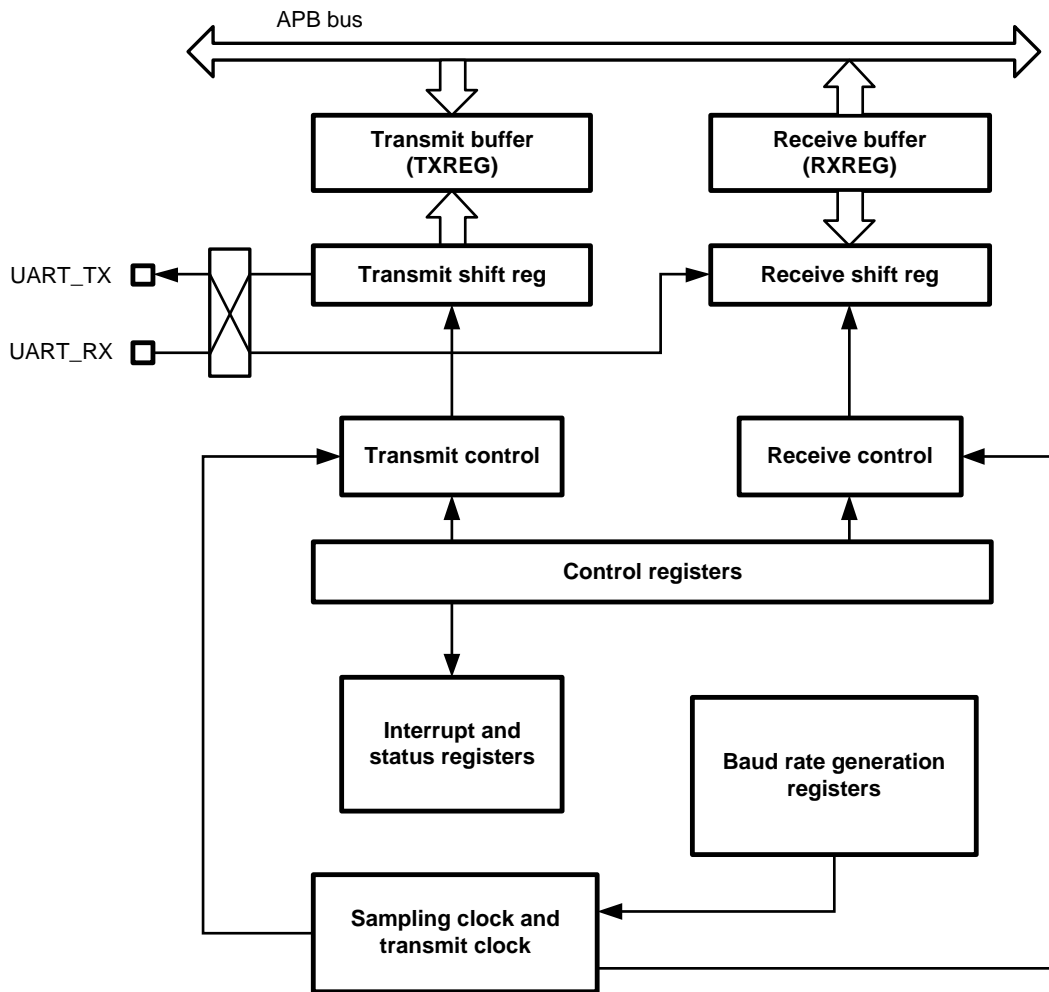 APB bus
Transmit buffer
(TXREG)
Receive buffer
(RXREG)
UART_TX
Transmit shift reg
Receive shift reg
UART_RX
Transmit control
Receive control
Control registers
Interrupt and
status registers
Baud rate generation
registers
Sampling clock and
transmit clock